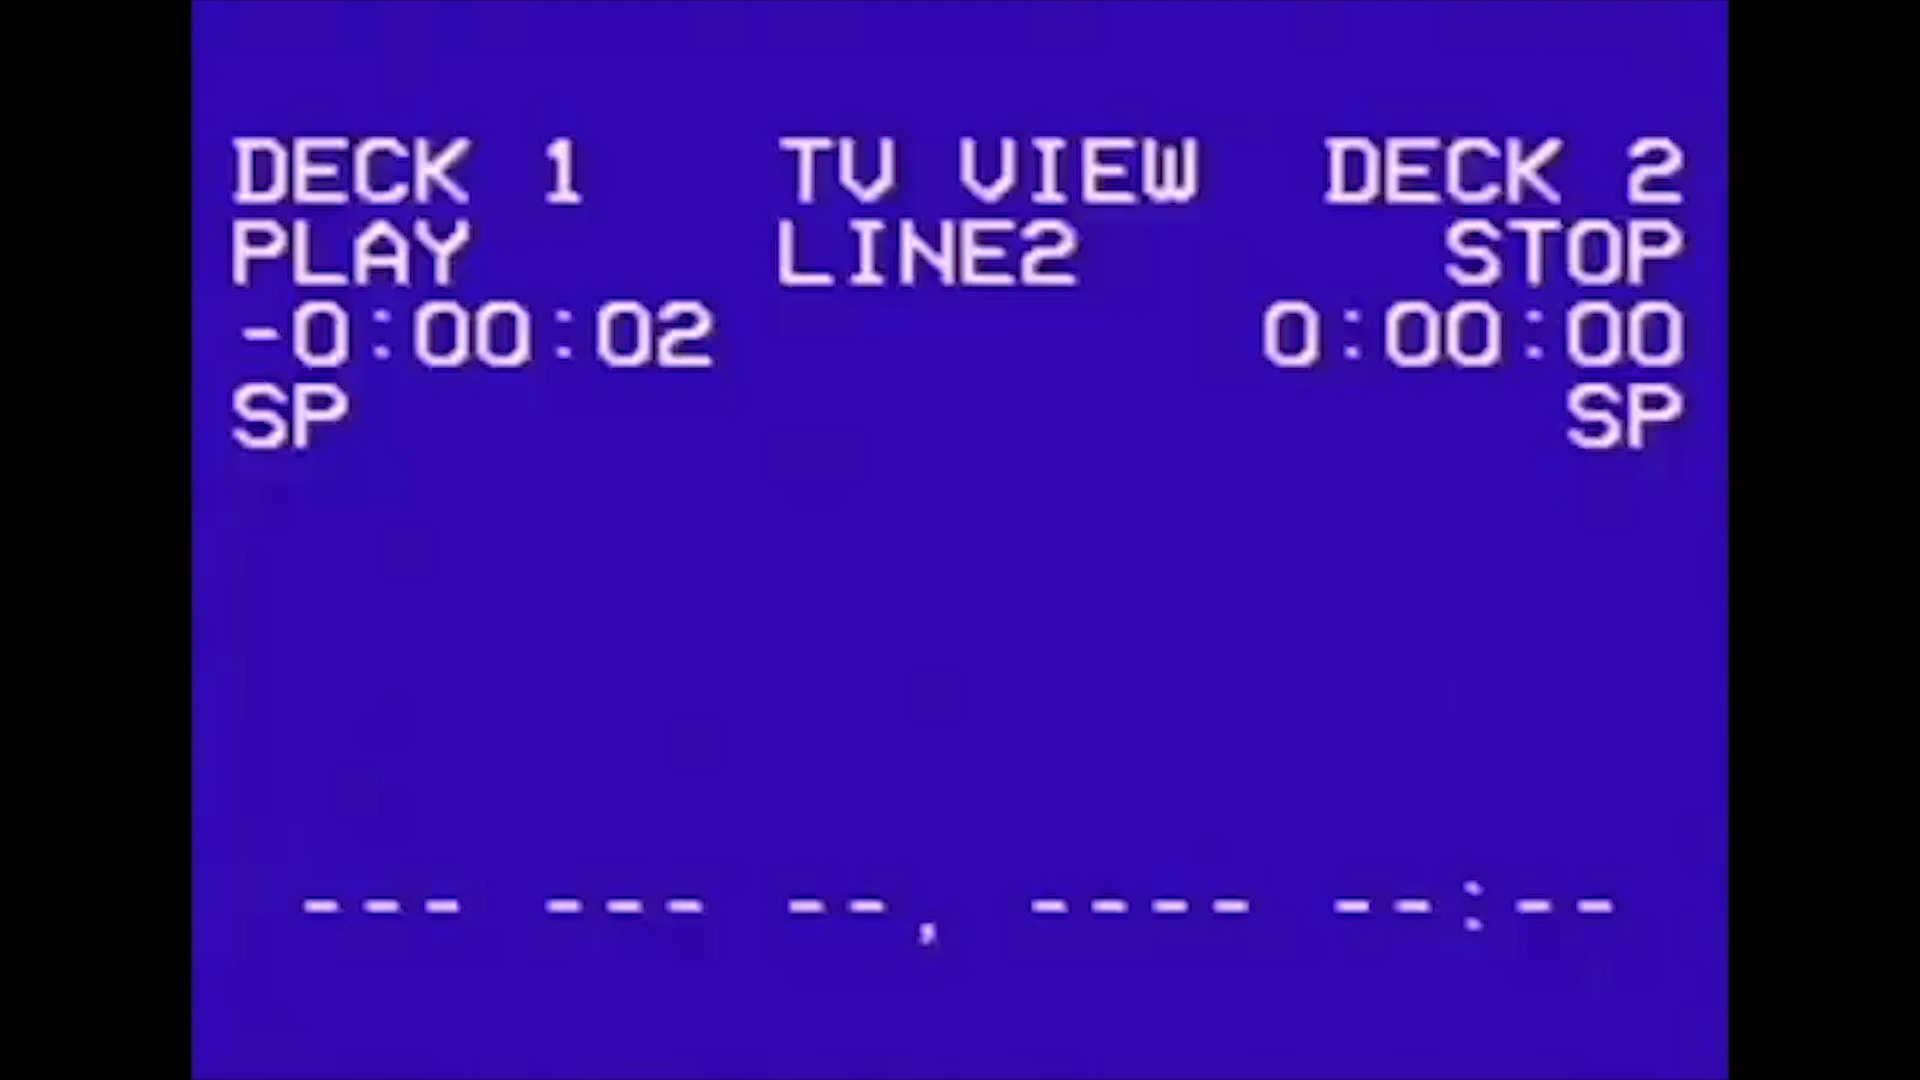 DECK 1 TV VIEW DECK 2
PLAY LINE2 STOP
-0:00:02 0:00:00
SP SP
--- --- --, ---- --:--